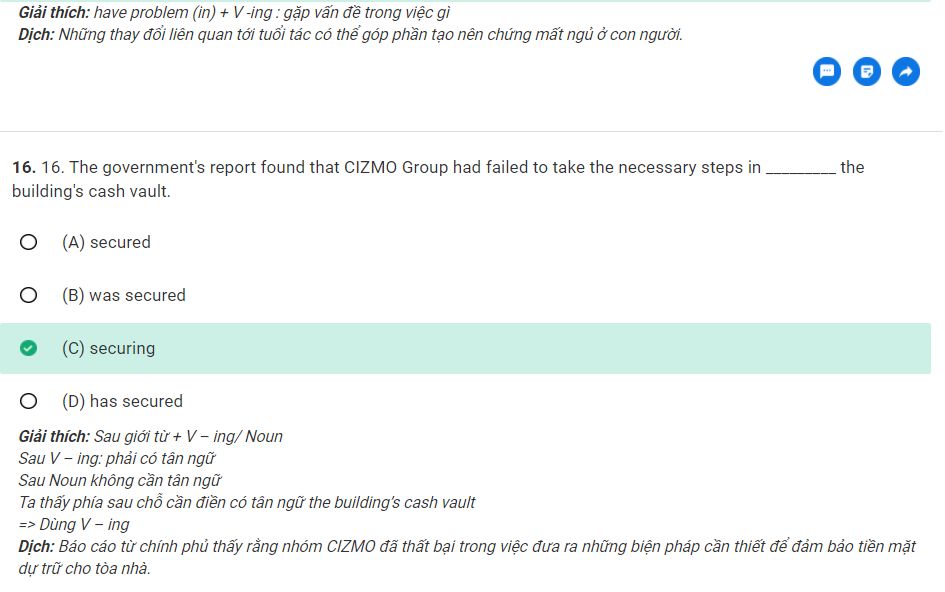 Giải thích: have problem (in) + V -ing : gặp vấn đề trong việc gì
Dịch: Những thay đổi liên quan tới tuổi tác có thể góp phần tạo nên chứng mất ngủ ở con người.
16. 16. The government's report found that CIZMO Group had failed to take the necessary steps in _________ the
building's cash vault.
(A) secured
(B) was secured
(C) securing
(D) has secured
Giải thích: Sau giới từ + V – ing/ Noun
Sau V – ing: phải có tân ngữ
Sau Noun không cần tân ngữ
Ta thấy phía sau chỗ cần điền có tân ngữ the building's cash vault
=> Dùng V – ing
Dịch: Báo cáo từ chính phủ thấy rằng nhóm CIZMO đã thất bại trong việc đưa ra những biện pháp cần thiết để đảm bảo tiền mặt
dự trữ cho tòa nhà.